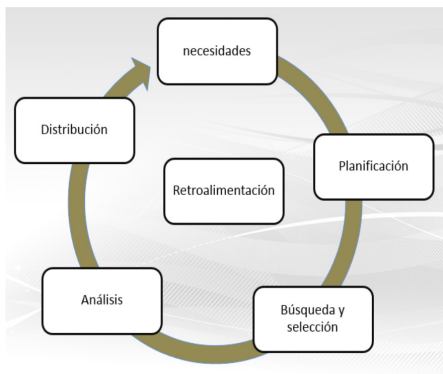 necesidades
Planificación
Búsqueda y
selección
Análisis
Distribución
Retroalimentación